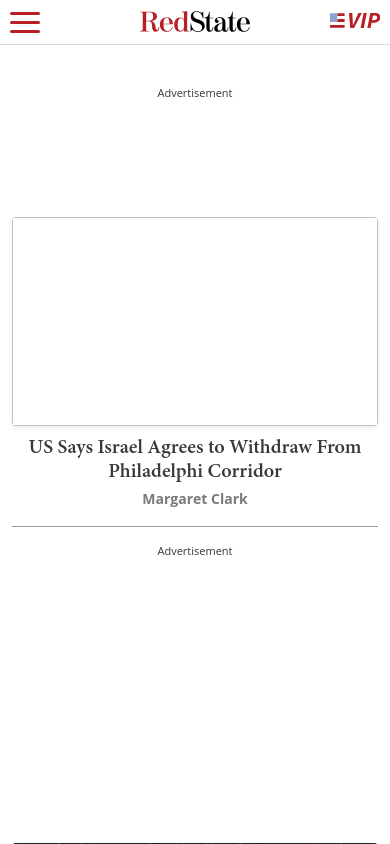 RedState
VIP
Advertisement
US Says Israel Agrees to Withdraw From
Philadelphi Corridor
Margaret Clark
Advertisement